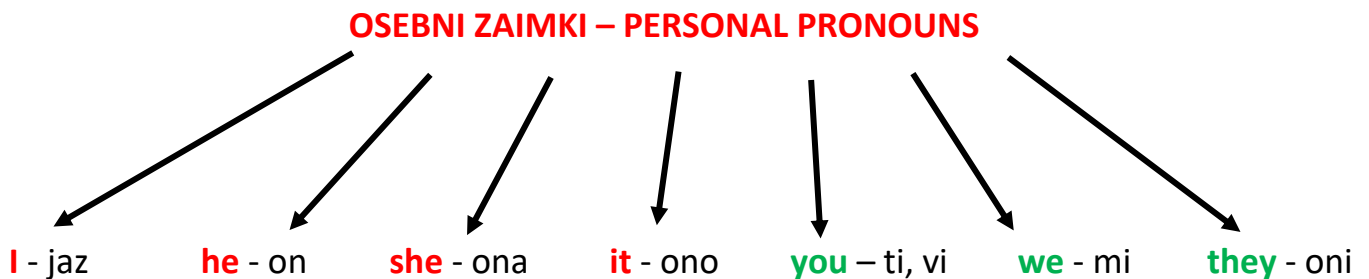 OSEBNI ZAIMKI – PERSONAL PRONOUNS
I - jaz he - on she - ona it - ono you – ti, vi we - mi they - oni